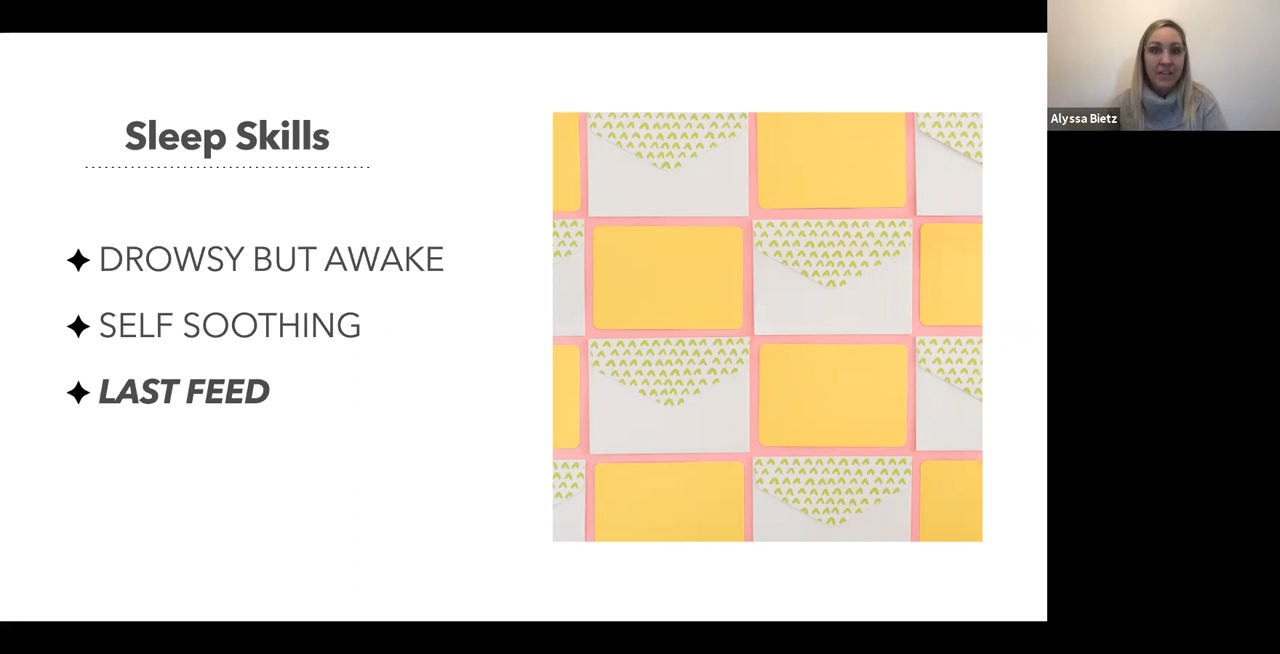 Sleep Skills
DROWSY BUT AWAKE
SELF SOOTHING
LAST FEED
Alyssa Bietz